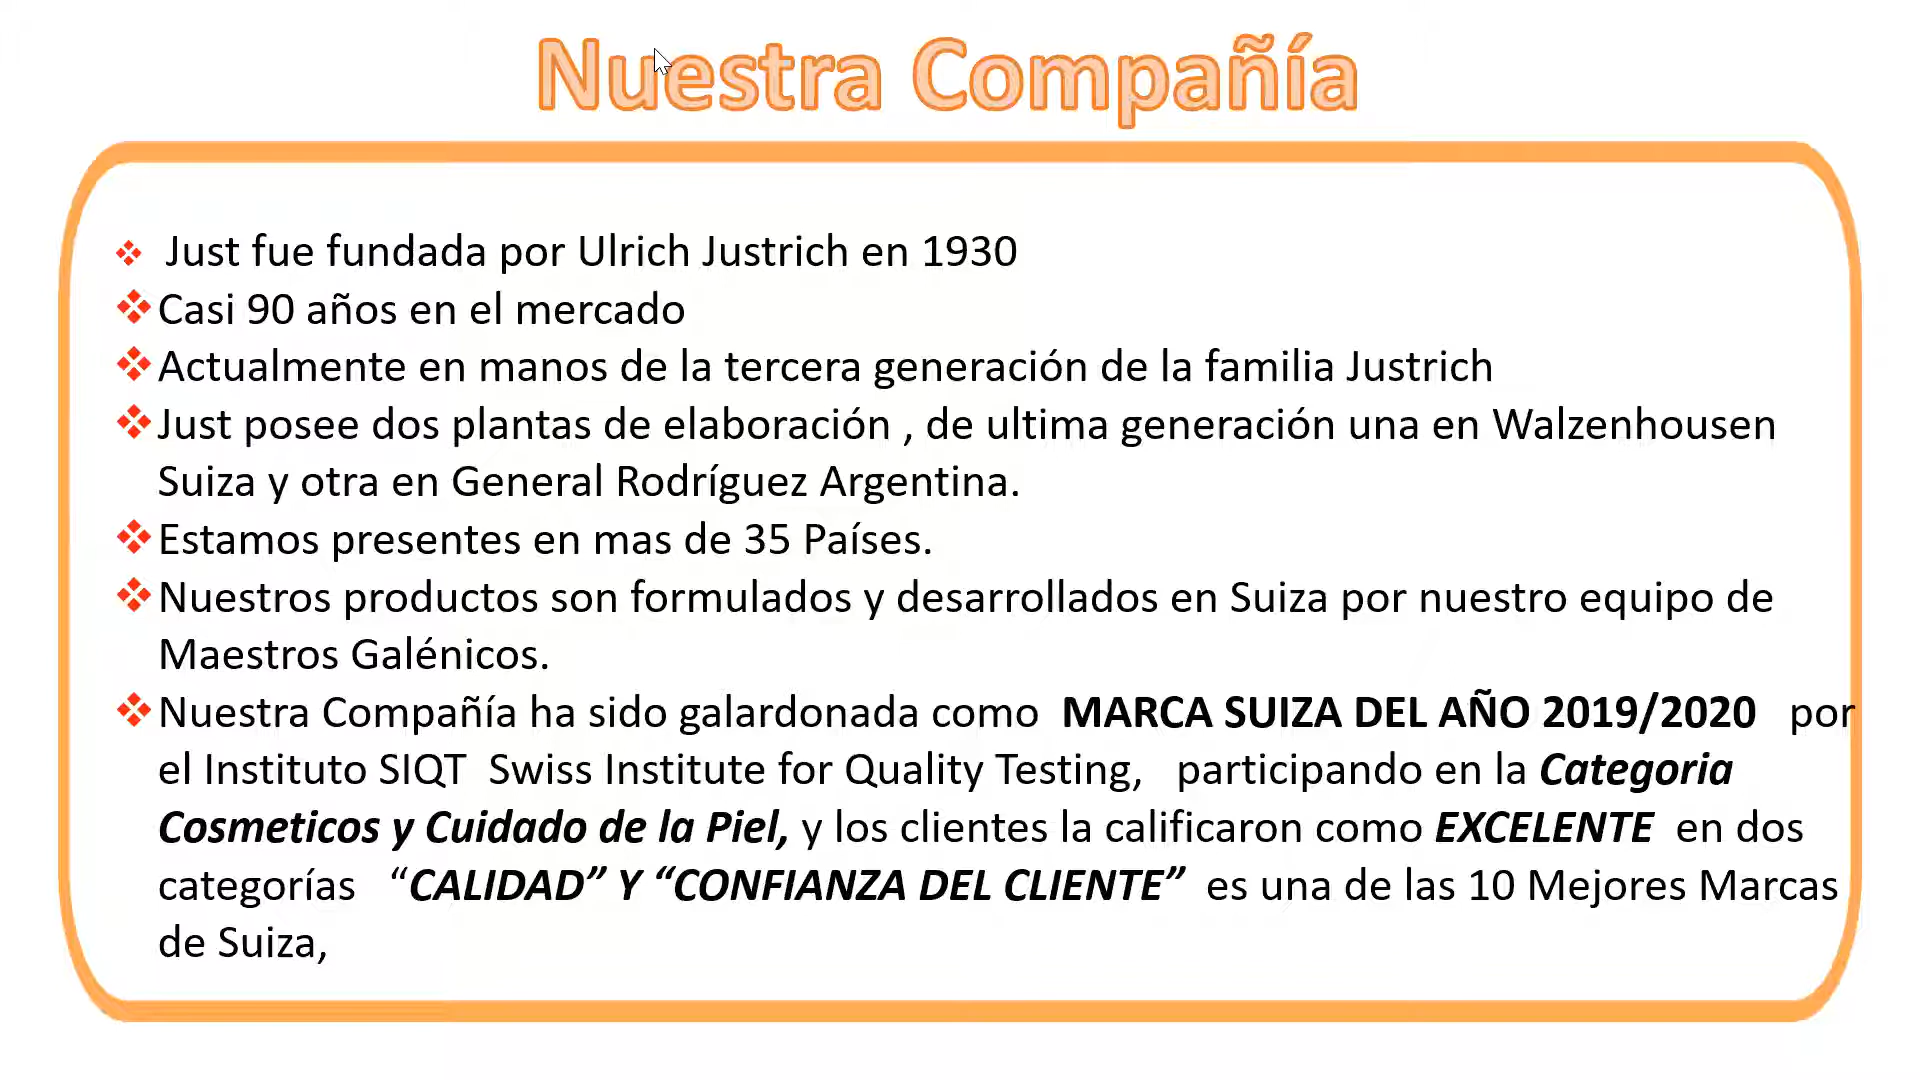 Nuestra Compañía
Just fue fundada por Ulrich Justrich en 1930
Casi 90 años en el mercado
Actualmente en manos de la tercera generación de la familia Justrich
Just posee dos plantas de elaboración , de ultima generación una en Walzenhousen
Suiza y otra en General Rodríguez Argentina.
Estamos presentes en mas de 35 Países.
Nuestros productos son formulados y desarrollados en Suiza por nuestro equipo de
Maestros Galénicos.
Nuestra Compañía ha sido galardonada como MARCA SUIZA DEL AÑO 2019/2020 por
el Instituto SIQT Swiss Institute for Quality Testing, participando en la Categoria
Cosmeticos y Cuidado de la Piel, y los clientes la calificaron como EXCELENTE en dos
categorías “CALIDAD” Y “CONFIANZA DEL CLIENTE” es una de las 10 Mejores Marcas
de Suiza,